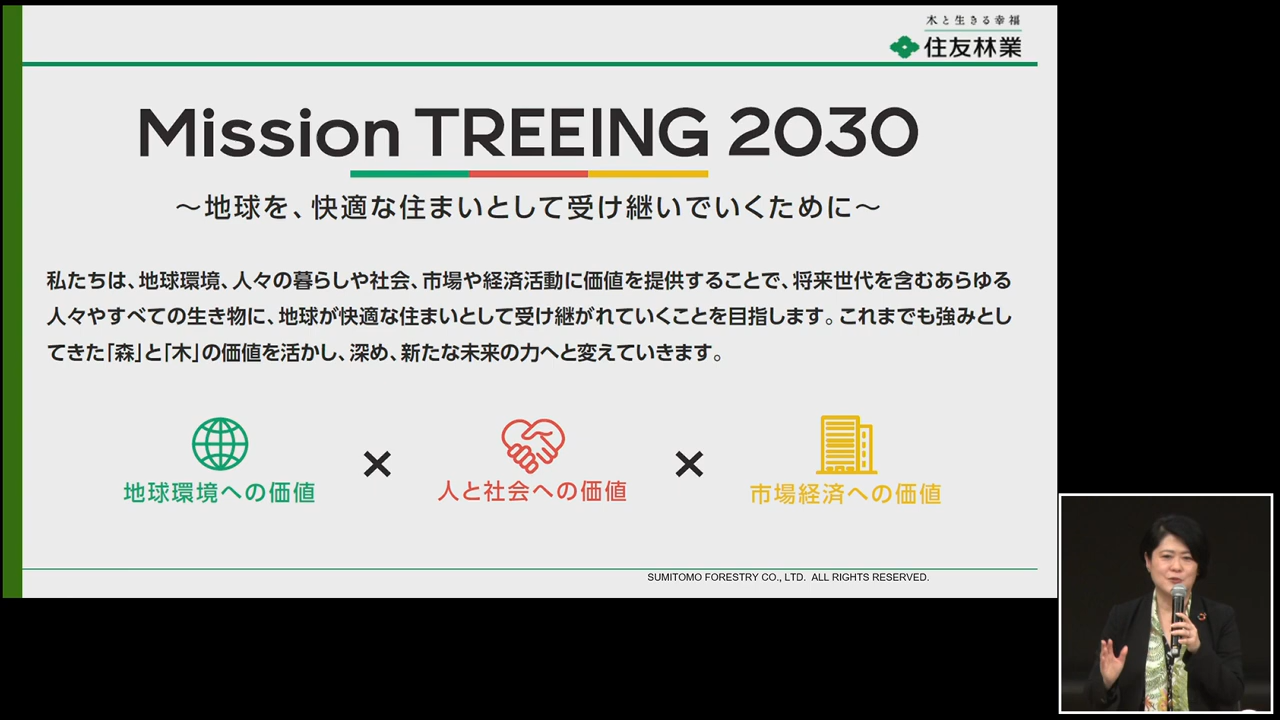 木と生きる幸福
住友林業
Mission TREEING 2030
～地球を、快適な住まいとして受け継いでいくために～
私たちは、地球環境、人々の暮らしや社会、市場や経済活動に価値を提供することで、将来世代を含むあらゆる
人々やすべての生き物に、地球が快適な住まいとして受け継がれていくことを目指します。これまでも強みとし
てきた「森」と「木」の価値を活かし、深め、新たな未来の力へと変えていきます。
地球環境への価値
×
人と社会への価値
×
市場経済への価値
SUMITOMO FORESTRY CO., LTD. ALL RIGHTS RESERVED.